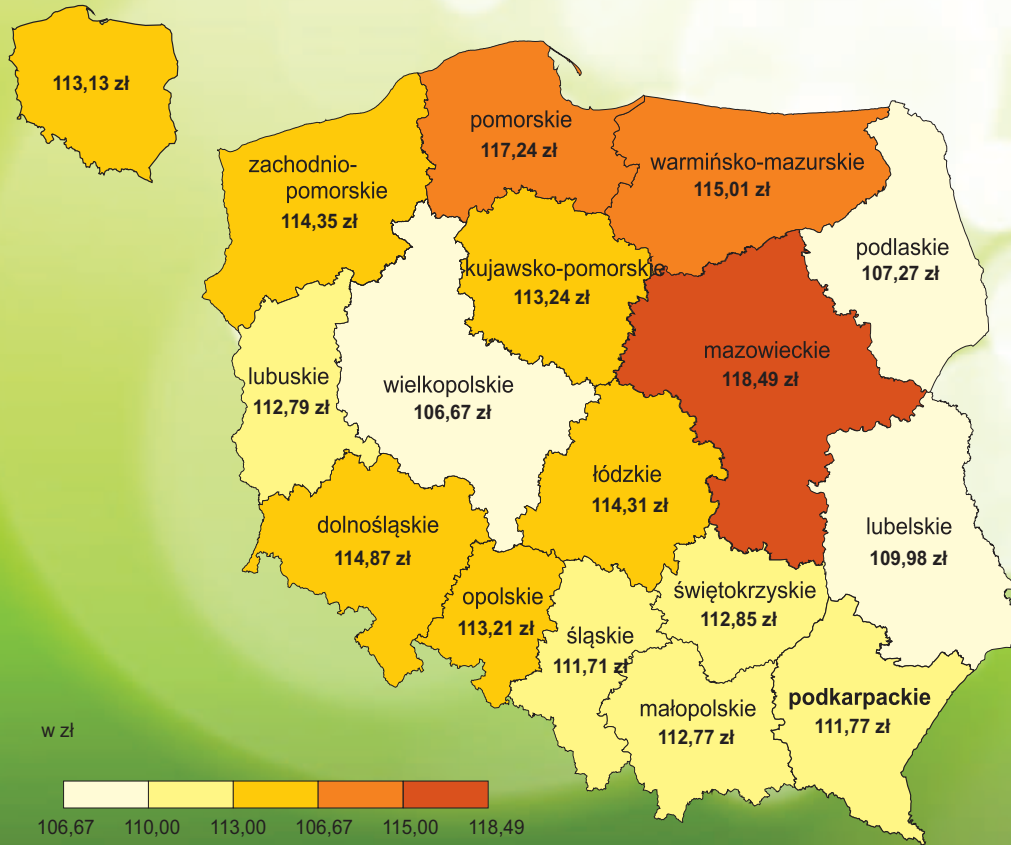 113,13 zł
pomorskie
117,24 zł
zachodnio-
pomorskie
114,35 zł
warmińsko-mazurskie
115,01 zł
podlaskie
107,27 zł
kujawsko-pomorskie
113,24 zł
mazowieckie
118,49 zł
lubuskie
112,79 zł
wielkopolskie
106,67 zł
łódzkie
114,31 zł
dolnośląskie
114,87 zł
lubelskie
109,98 zł
opolskie
113,21 zł
świętokrzyskie
112,85 zł
śląskie
111,71 zł
małopolskie
112,77 zł
podkarpackie
111,77 zł
w zł
106,67 110,00 113,00 106,67 115,00 118,49